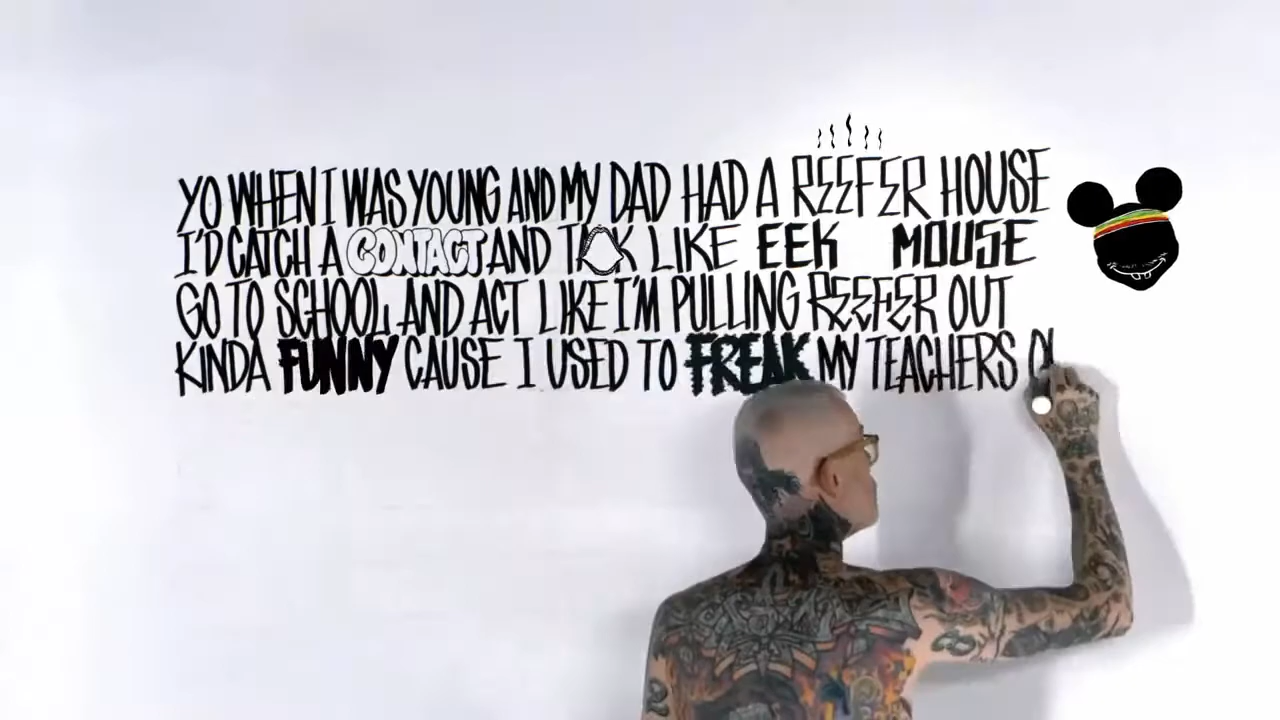 YO WHEN I WAS YOUNG AND MY DAD HAD A REEFER HOUSE
I'D CATCH A CONTACT AND TALK LIKE EEK MOUSE
GO TO SCHOOL AND ACT LIKE I'M PULLING REEFER OUT
KINDA FUNNY CAUSE I USED TO FREAK MY TEACHERS